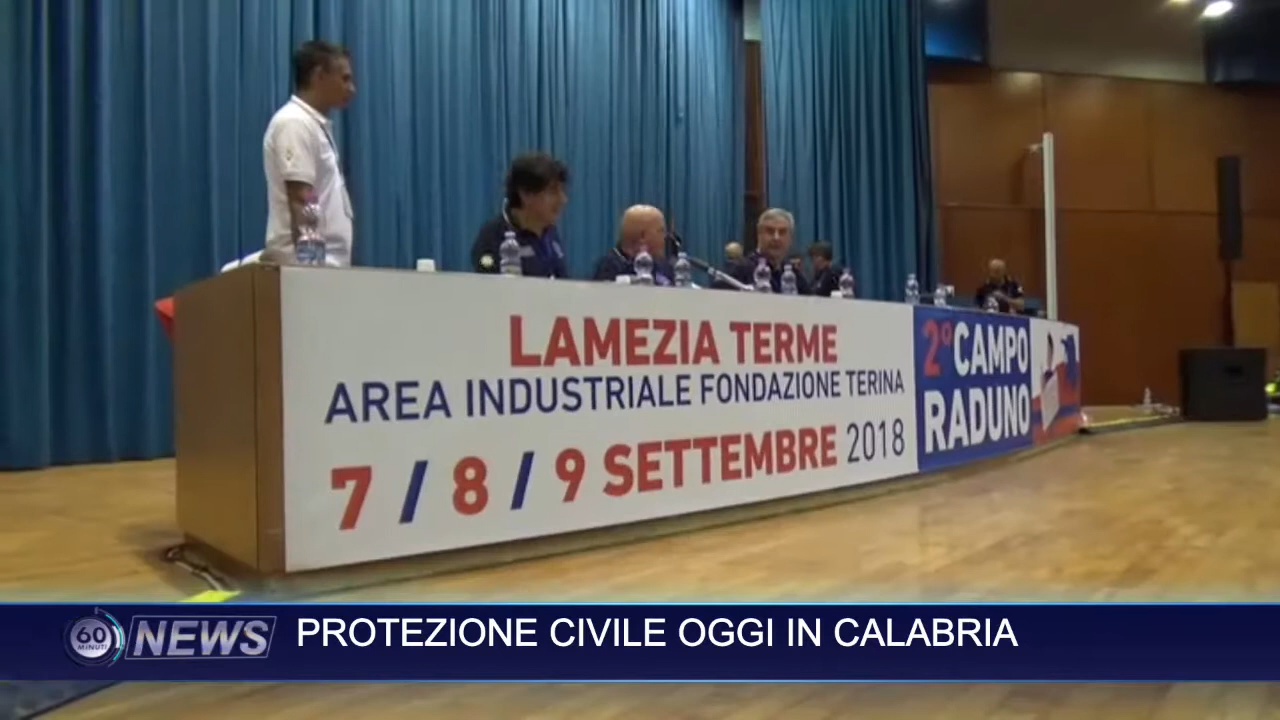 LAMEZIA TERME
AREA INDUSTRIALE FONDAZIONE TERINA
7 / 8 / 9 SETTEMBRE 2018
2° CAMPO
RADUNO
60 MINUTI NEWS
PROTEZIONE CIVILE OGGI IN CALABRIA